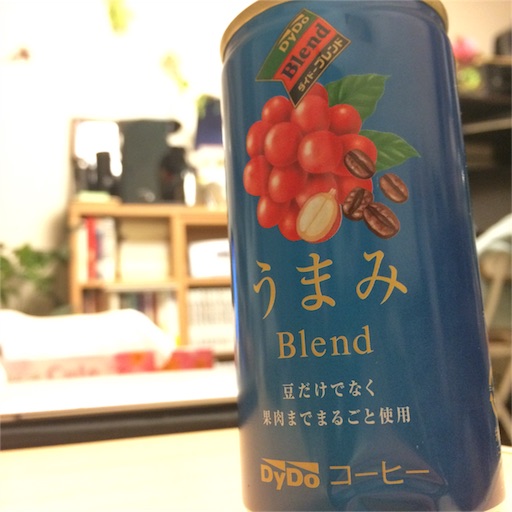 DyDo
Blend
ダイドーブレンド
うまみ
Blend
豆だけでなく
果肉までまるごと使用
DyDo コーヒー